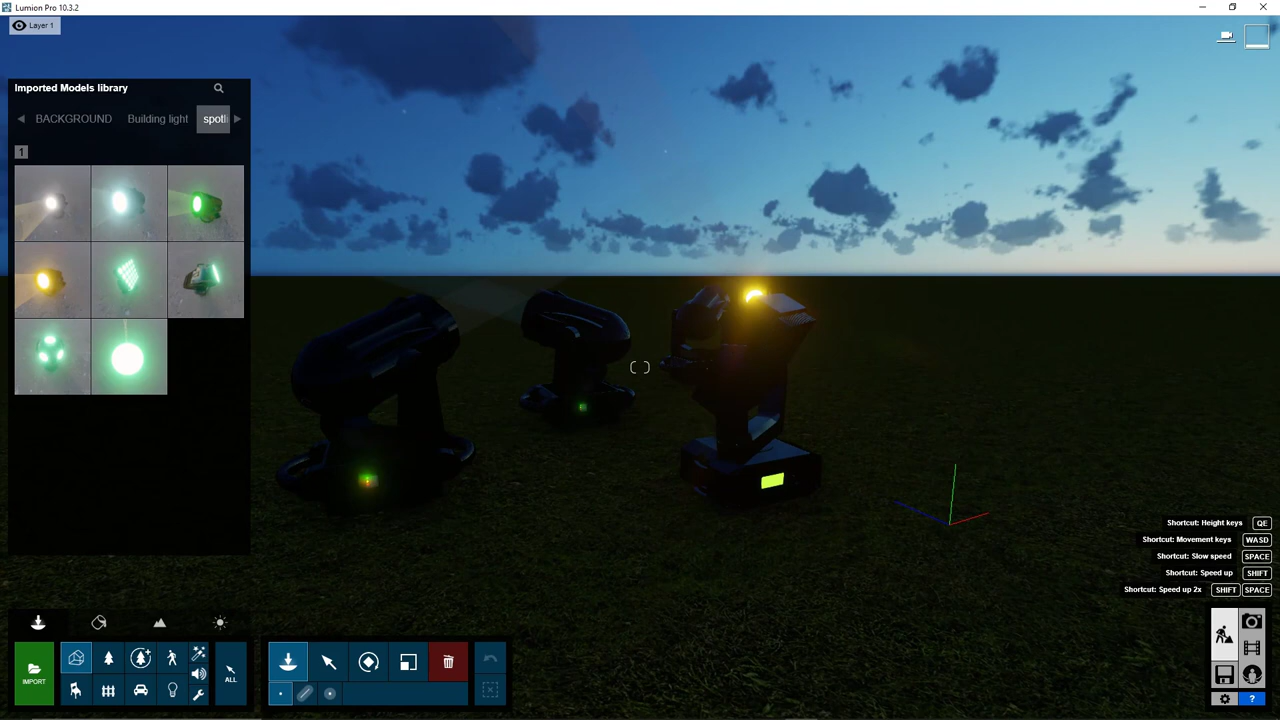 Lumion Pro 10.3.2
Layer 1
Imported Models library
BACKGROUND
Building light
spotli
1
Shortcut: Height keys QE
Shortcut: Movement keys WASD
Shortcut: Slow speed SPACE
Shortcut: Speed up SHIFT
Shortcut: Speed up 2x SHIFT SPACE
IMPORT
ALL
?